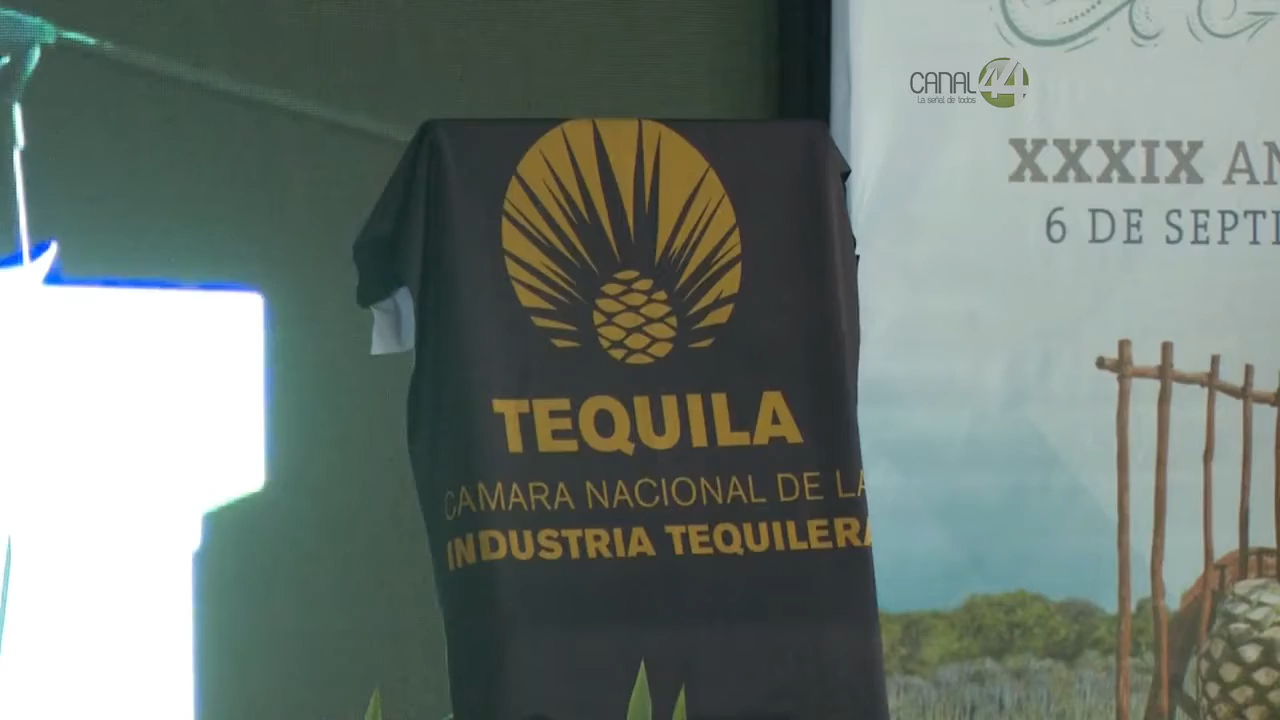 CANAL 44
La señal de todos
XXXIX
6 DE
TEQUILA
CAMARA NACIONAL DE LA
INDUSTRIA TEQUILERA